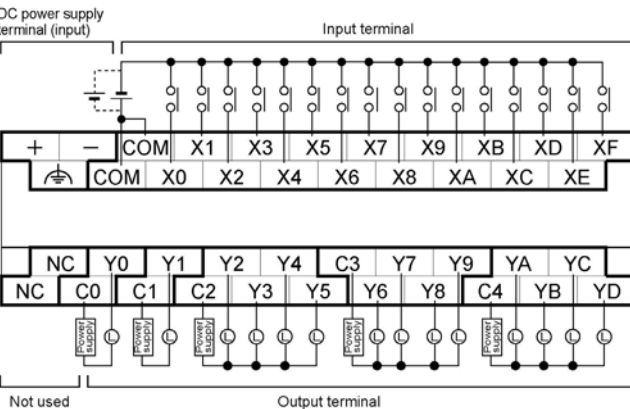 DC power supply
terminal (input)
Input terminal
+ − COM X1 X3 X5 X7 X9 XB XD XF
COM X0 X2 X4 X6 X8 XA XC XE
NC Y0 Y1 Y2 Y4 C3 Y7 Y9 YA YC
NC C0 C1 C2 Y3 Y5 Y6 Y8 C4 YB YD
Power supply L Power supply L Power supply L L L L Power supply L L L L Power supply L L L L
Not used
Output terminal